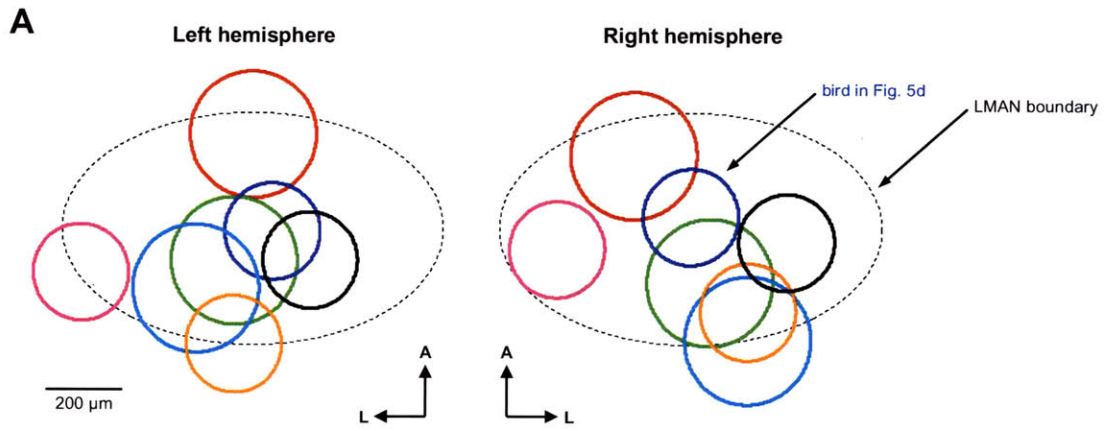 A
Left hemisphere
Right hemisphere
bird in Fig. 5d
LMAN boundary
200 µm
A
L
A
L